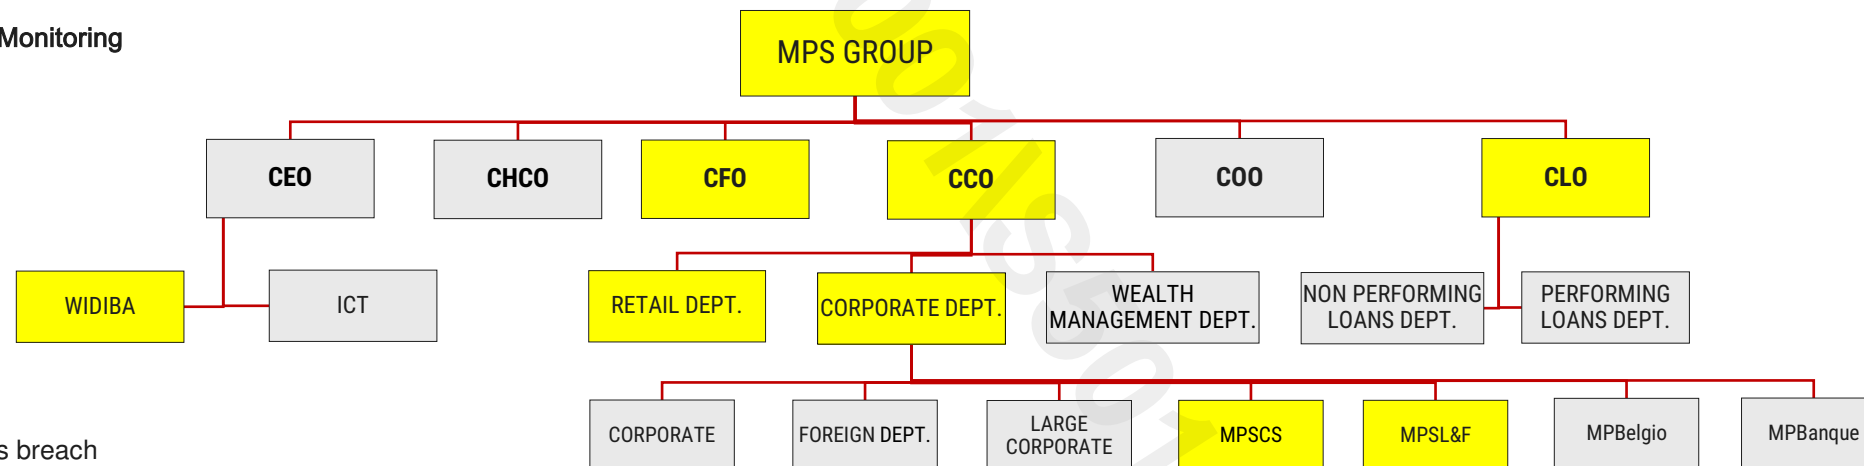 Monitoring
MPS GROUP
CEO
CHCO
CFO
CCO
COO
CLO
WIDIBA
ICT
RETAIL DEPT.
CORPORATE DEPT.
WEALTH
MANAGEMENT DEPT.
NON PERFORMING
LOANS DEPT.
PERFORMING
LOANS DEPT.
CORPORATE
FOREIGN DEPT.
LARGE
CORPORATE
MPSCS
MPSL&F
MPBelgio
MPBanque
s breach